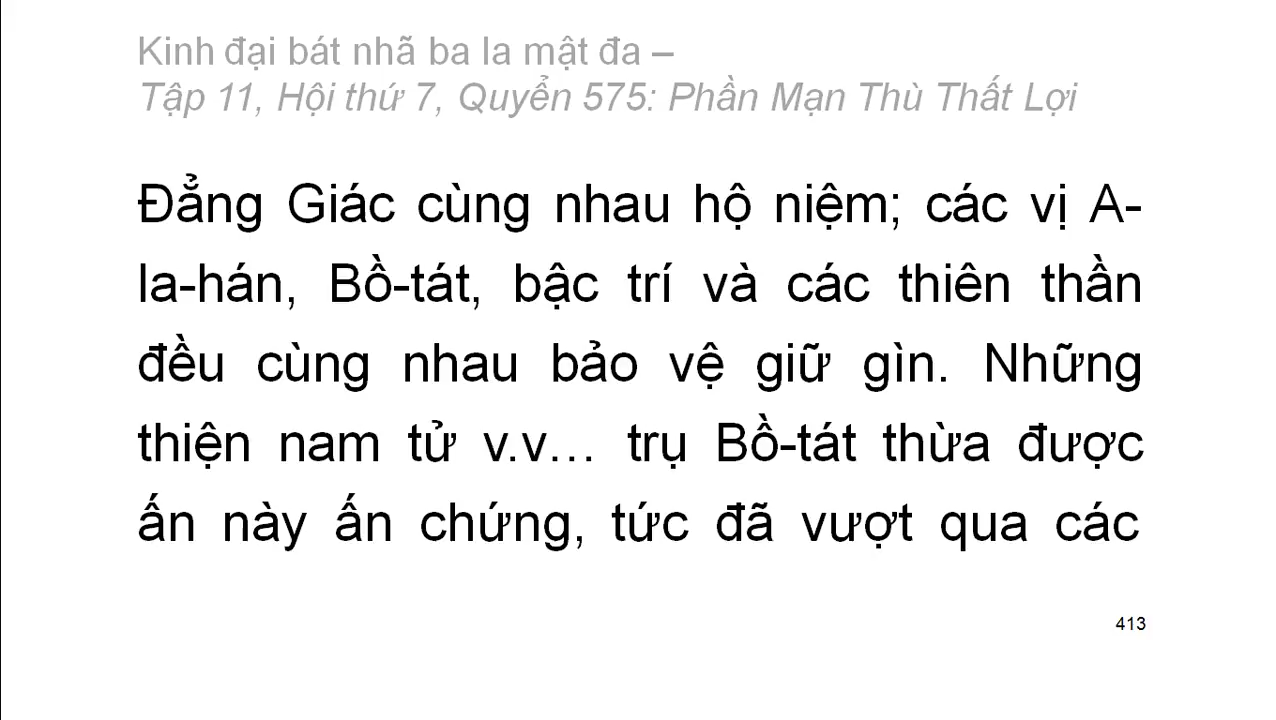 Kinh đại bát nhã ba la mật đa –
Tập 11, Hội thứ 7, Quyển 575: Phần Mạn Thù Thất Lợi
Đẳng Giác cùng nhau hộ niệm; các vị A-
la-hán, Bồ-tát, bậc trí và các thiên thần
đều cùng nhau bảo vệ giữ gìn. Những
thiện nam tử v.v… trụ Bồ-tát thừa được
ấn này ấn chứng, tức đã vượt qua các
413